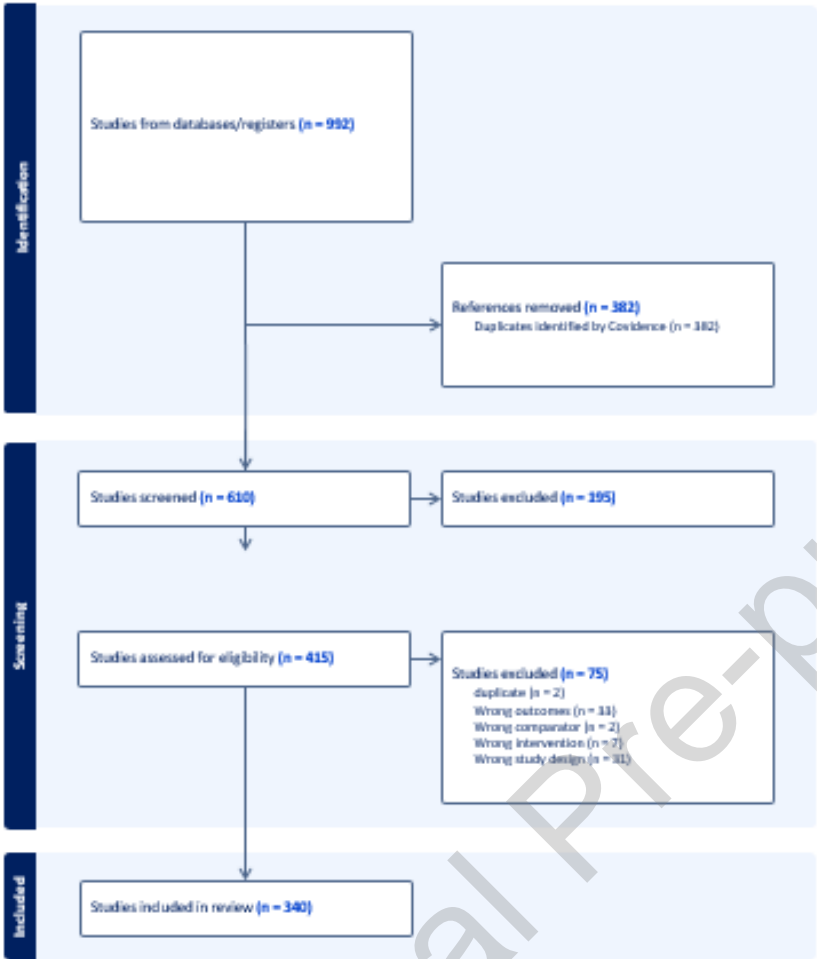 Identification
Studies from databases/registers (n = 992)
References removed (n = 382)
Duplicates identified by Covidence (n = 382)
Screening
Studies screened (n = 610)
Studies excluded (n = 195)
Studies assessed for eligibility (n = 415)
Studies excluded (n = 75)
duplicate (n = 2)
Wrong outcomes (n = 33)
Wrong comparator (n = 2)
Wrong intervention (n = 7)
Wrong study design (n = 31)
Included
Studies included in review (n = 340)
al Pre-p